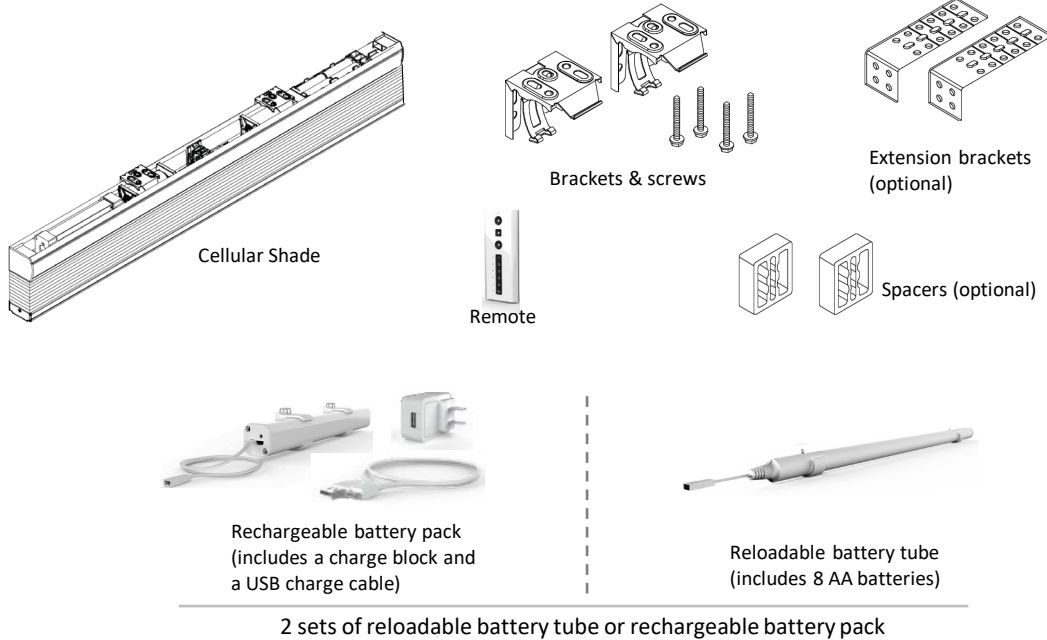 Brackets & screws
Extension brackets
(optional)
Cellular Shade
Remote
Spacers (optional)
Rechargeable battery pack
(includes a charge block and
a USB charge cable)
Reloadable battery tube
(includes 8 AA batteries)
2 sets of reloadable battery tube or rechargeable battery pack